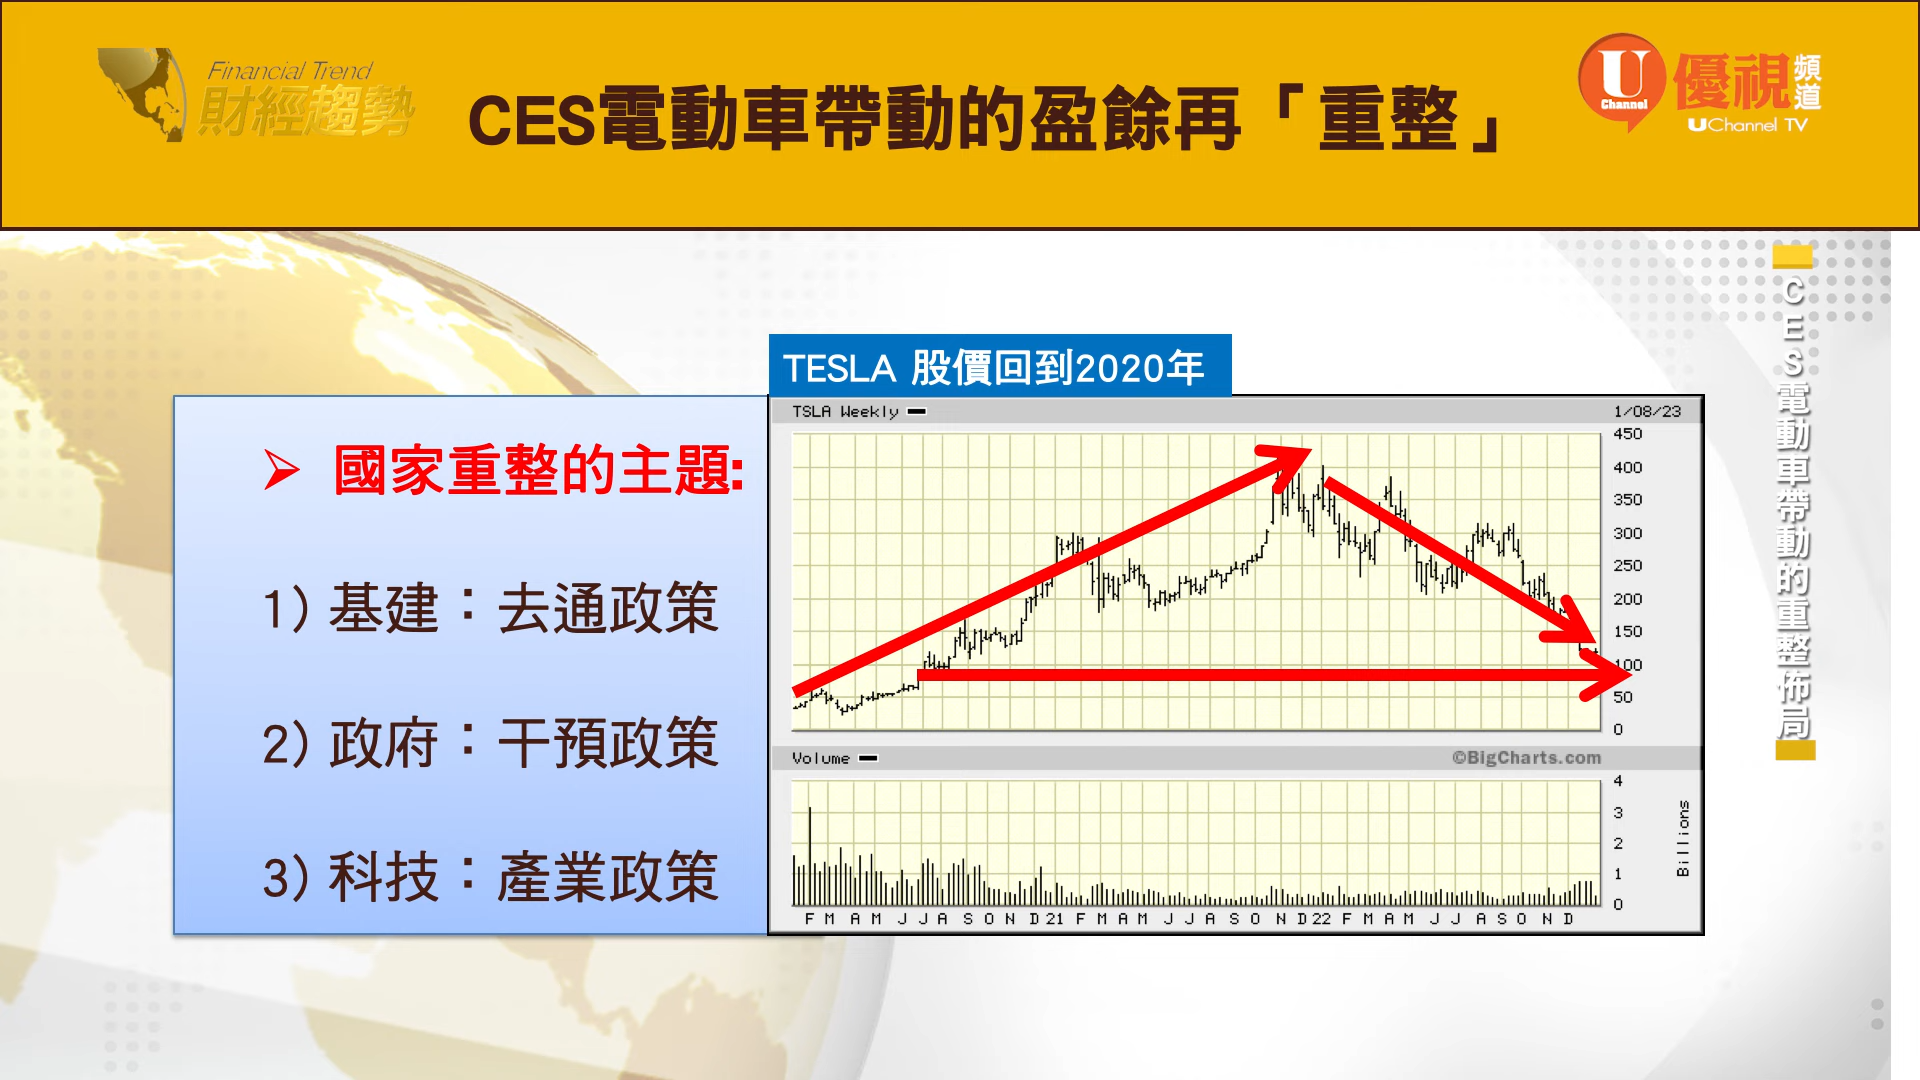 Financial Trend
財經趨勢
CES電動車帶動的盈餘再「重整」
U
Channel
優視
頻道
UChannel TV
CES電動車帶動的重整佈局
TESLA 股價回到2020年
➢ 國家重整的主題:
1) 基建：去通政策
2) 政府：干預政策
3) 科技：產業政策
TSLA Weekly
1/08/23
450
400
350
300
250
200
150
100
50
0
Volume
©BigCharts.com
4
3
2
1
0
Billions
F M A M J J A S O N D 21 F M A M J J A S O N D 22 F M A M J J A S O N D